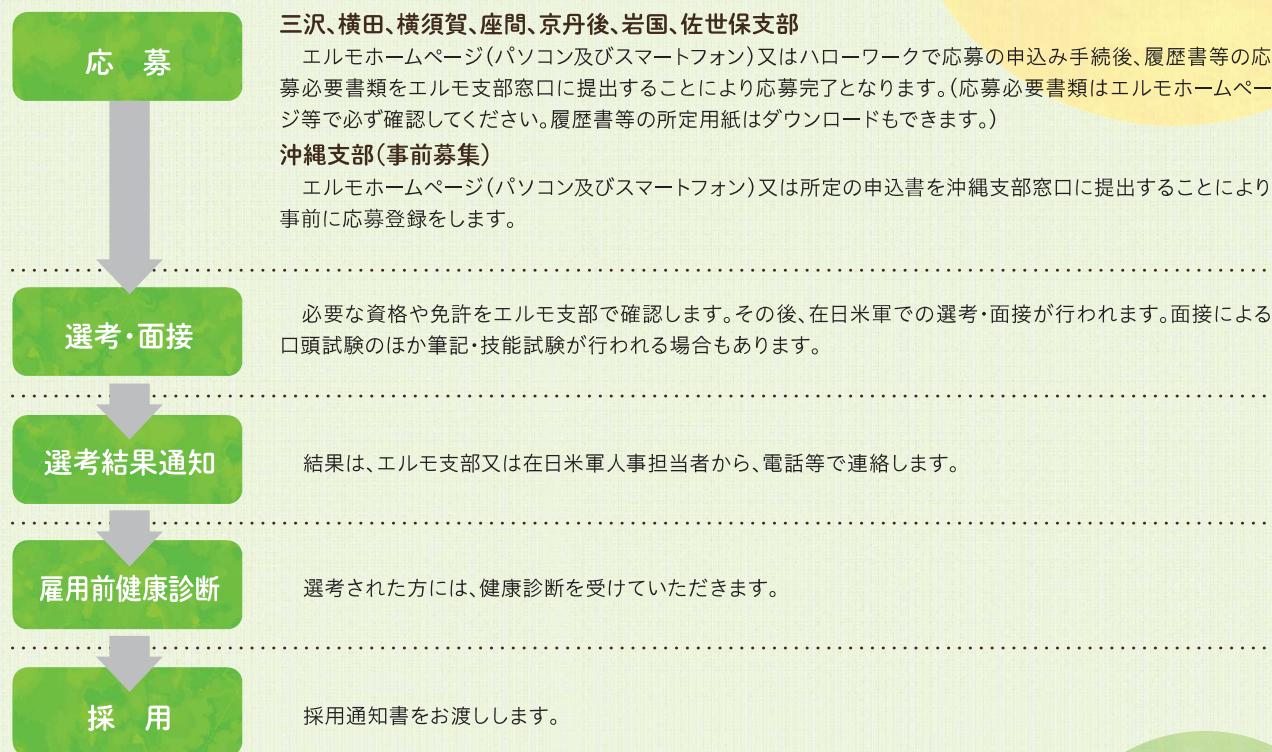 応　募
三沢、横田、横須賀、座間、京丹後、岩国、佐世保支部
　エルモホームページ（パソコン及びスマートフォン）又はハローワークで応募の申込み手続後、履歴書等の応
募必要書類をエルモ支部窓口に提出することにより応募完了となります。（応募必要書類はエルモホームペー
ジ等で必ず確認してください。履歴書等の所定用紙はダウンロードもできます。）
沖縄支部（事前募集）
　エルモホームページ（パソコン及びスマートフォン）又は所定の申込書を沖縄支部窓口に提出することにより
事前に応募登録をします。
選考・面接
　必要な資格や免許をエルモ支部で確認します。その後、在日米軍での選考・面接が行われます。面接による
口頭試験のほか筆記・技能試験が行われる場合もあります。
選考結果通知
　結果は、エルモ支部又は在日米軍人事担当者から、電話等で連絡します。
雇用前健康診断
　選考された方には、健康診断を受けていただきます。
採　用
　採用通知書をお渡しします。